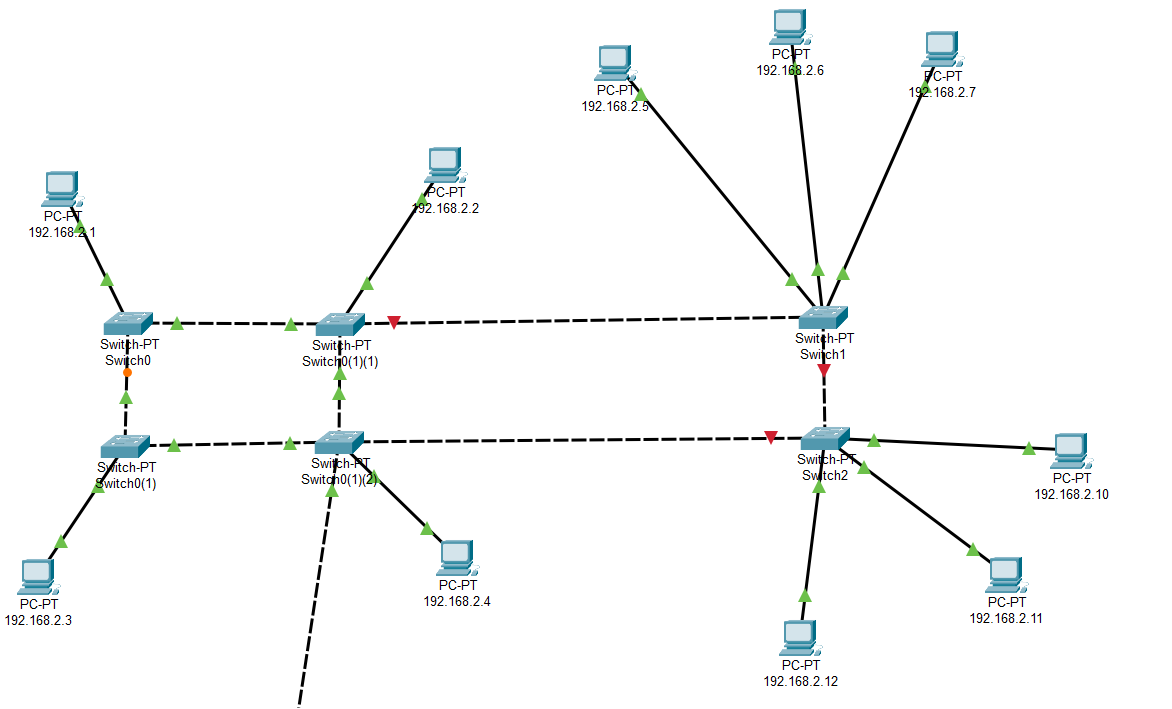 PC-PT
192.168.2.6
PC-PT
192.168.2.5
PC-PT
192.168.2.7
PC-PT
192.168.2.2
PC-PT
192.168.2.1
Switch-PT
Switch0
Switch-PT
Switch0(1)(1)
Switch-PT
Switch1
Switch-PT
Switch0(1)
Switch-PT
Switch0(1)(2)
Switch-PT
Switch2
PC-PT
192.168.2.10
PC-PT
192.168.2.3
PC-PT
192.168.2.4
PC-PT
192.168.2.11
PC-PT
192.168.2.12